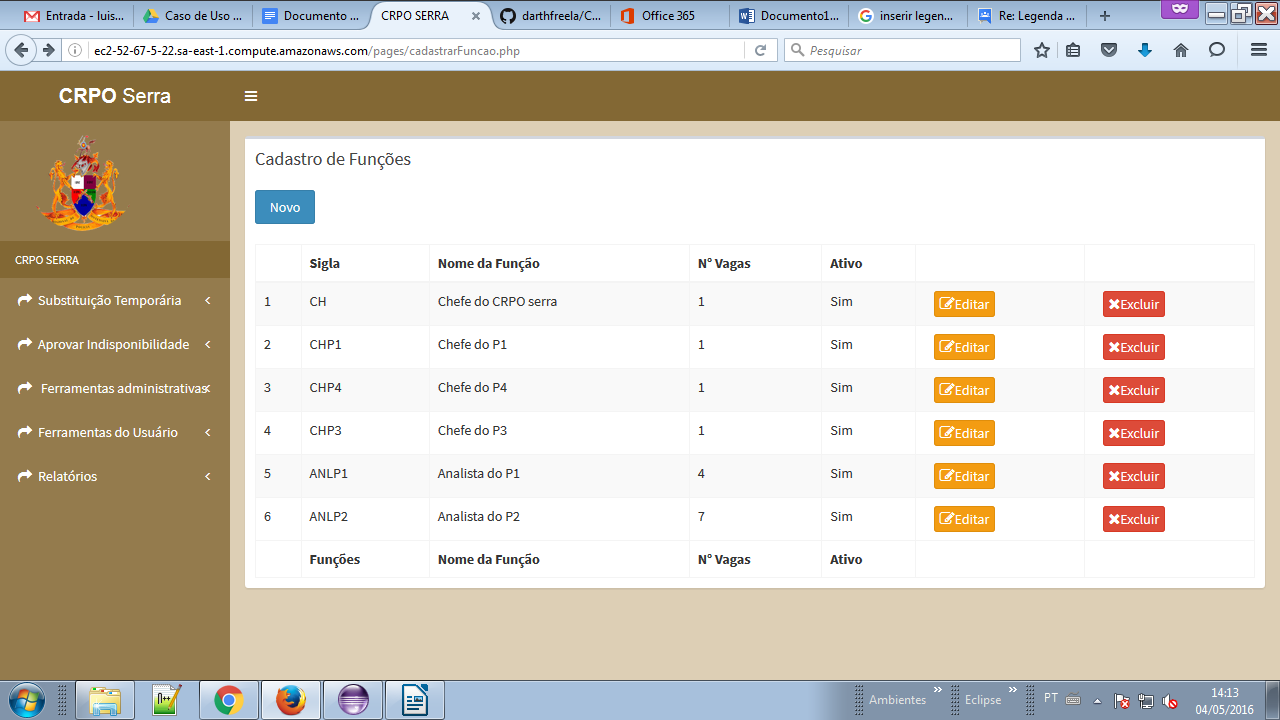 Entrada - luis...
Caso de Uso ...
Documento ...
CRPO SERRA
darthfreela/C...
Office 365
Documento1...
inserir legen...
Re: Legenda ...
ec2-52-67-5-22.sa-east-1.compute.amazonaws.com/pages/cadastrarFuncao.php
Pesquisar
CRPO Serra
CRPO SERRA
Substituição Temporária
Aprovar Indisponibilidade
Ferramentas administrativas
Ferramentas do Usuário
Relatórios
Cadastro de Funções
Novo
Sigla Nome da Função Nº Vagas Ativo
1 CH Chefe do CRPO serra 1 Sim Editar Excluir
2 CHP1 Chefe do P1 1 Sim Editar Excluir
3 CHP4 Chefe do P4 1 Sim Editar Excluir
4 CHP3 Chefe do P3 1 Sim Editar Excluir
5 ANLP1 Analista do P1 4 Sim Editar Excluir
6 ANLP2 Analista do P2 7 Sim Editar Excluir
Funções Nome da Função Nº Vagas Ativo
Ambientes
Eclipse
PT
14:13
04/05/2016